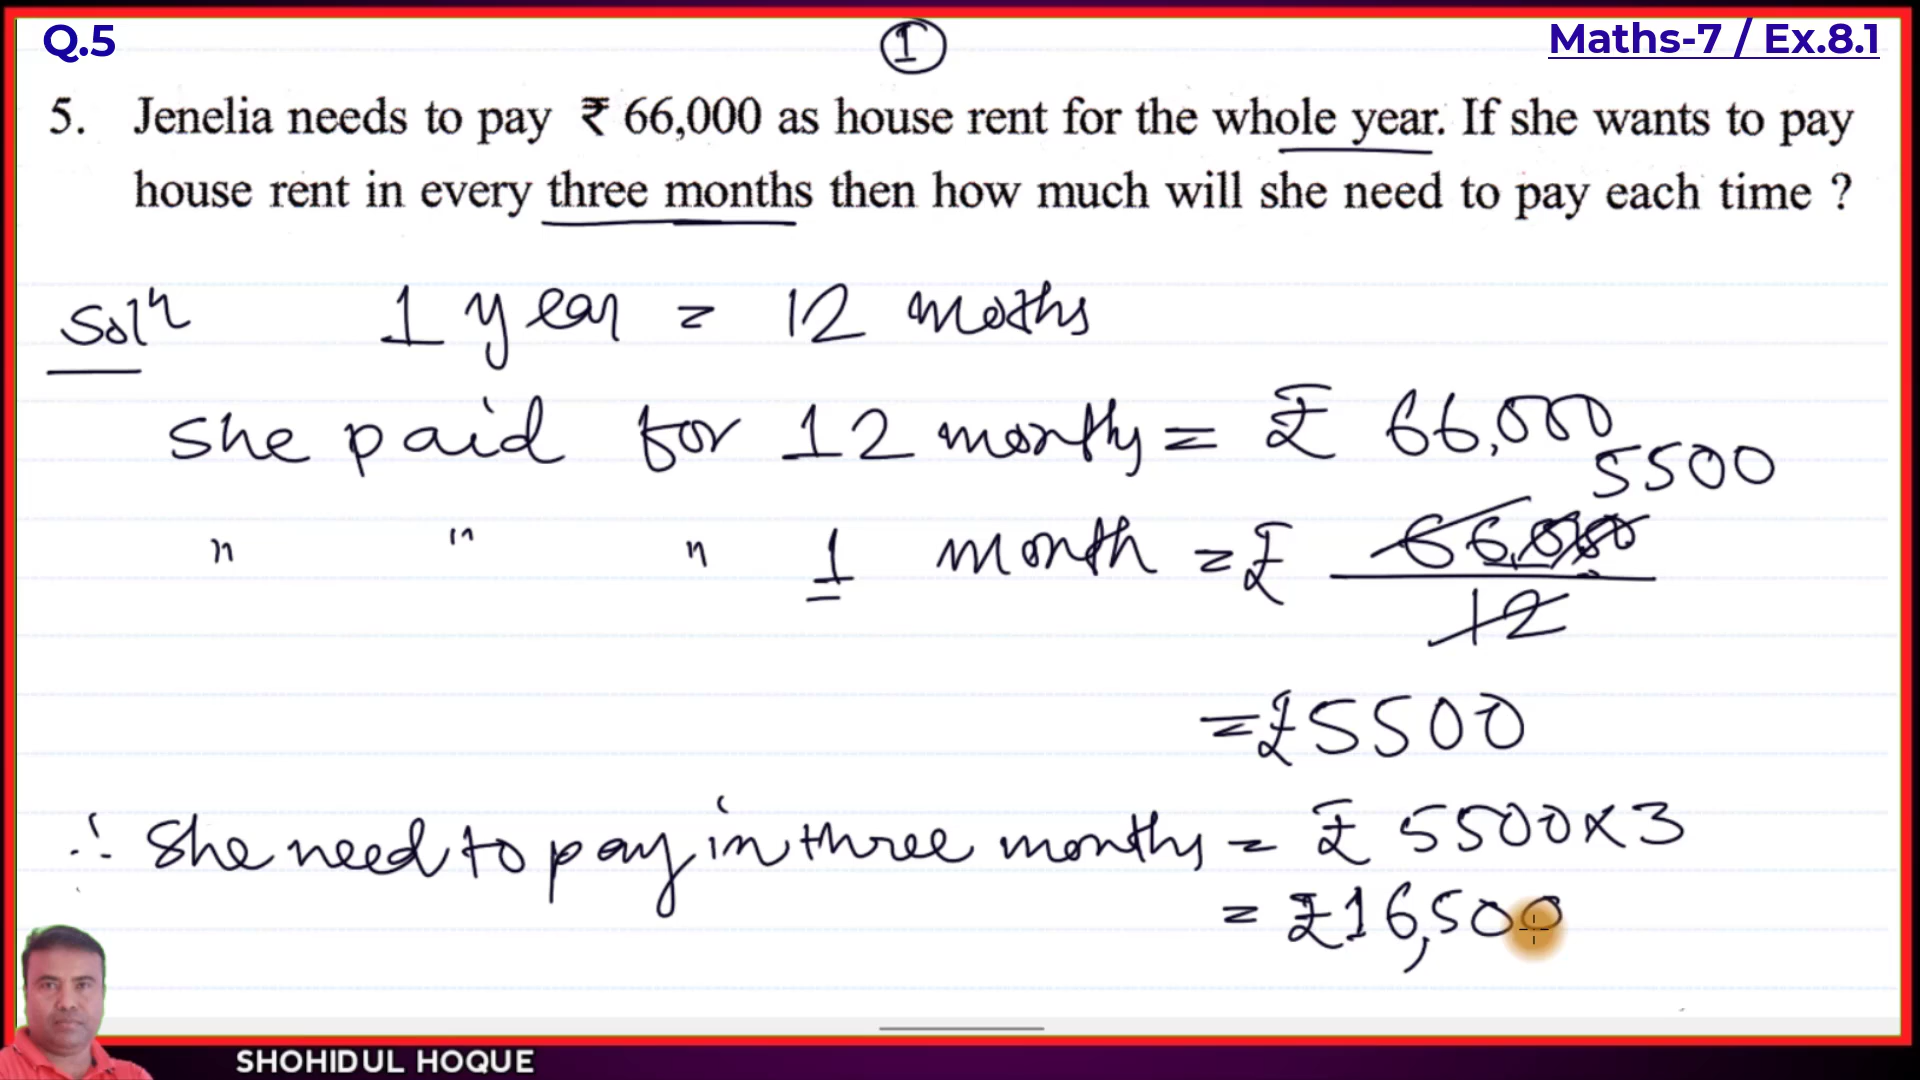 Q.5
1
Maths-7 / Ex.8.1
5. Jenelia needs to pay ₹ 66,000 as house rent for the whole year. If she wants to pay
house rent in every three months then how much will she need to pay each time ?
Solⁿ 1 year = 12 moths
She paid for 12 months = ₹ 66,000
5500
" " " 1 month = ₹ 66,000
12
= ₹5500
∴ She need to pay in three months = ₹ 5500×3
= ₹16,500
SHOHIDUL HOQUE